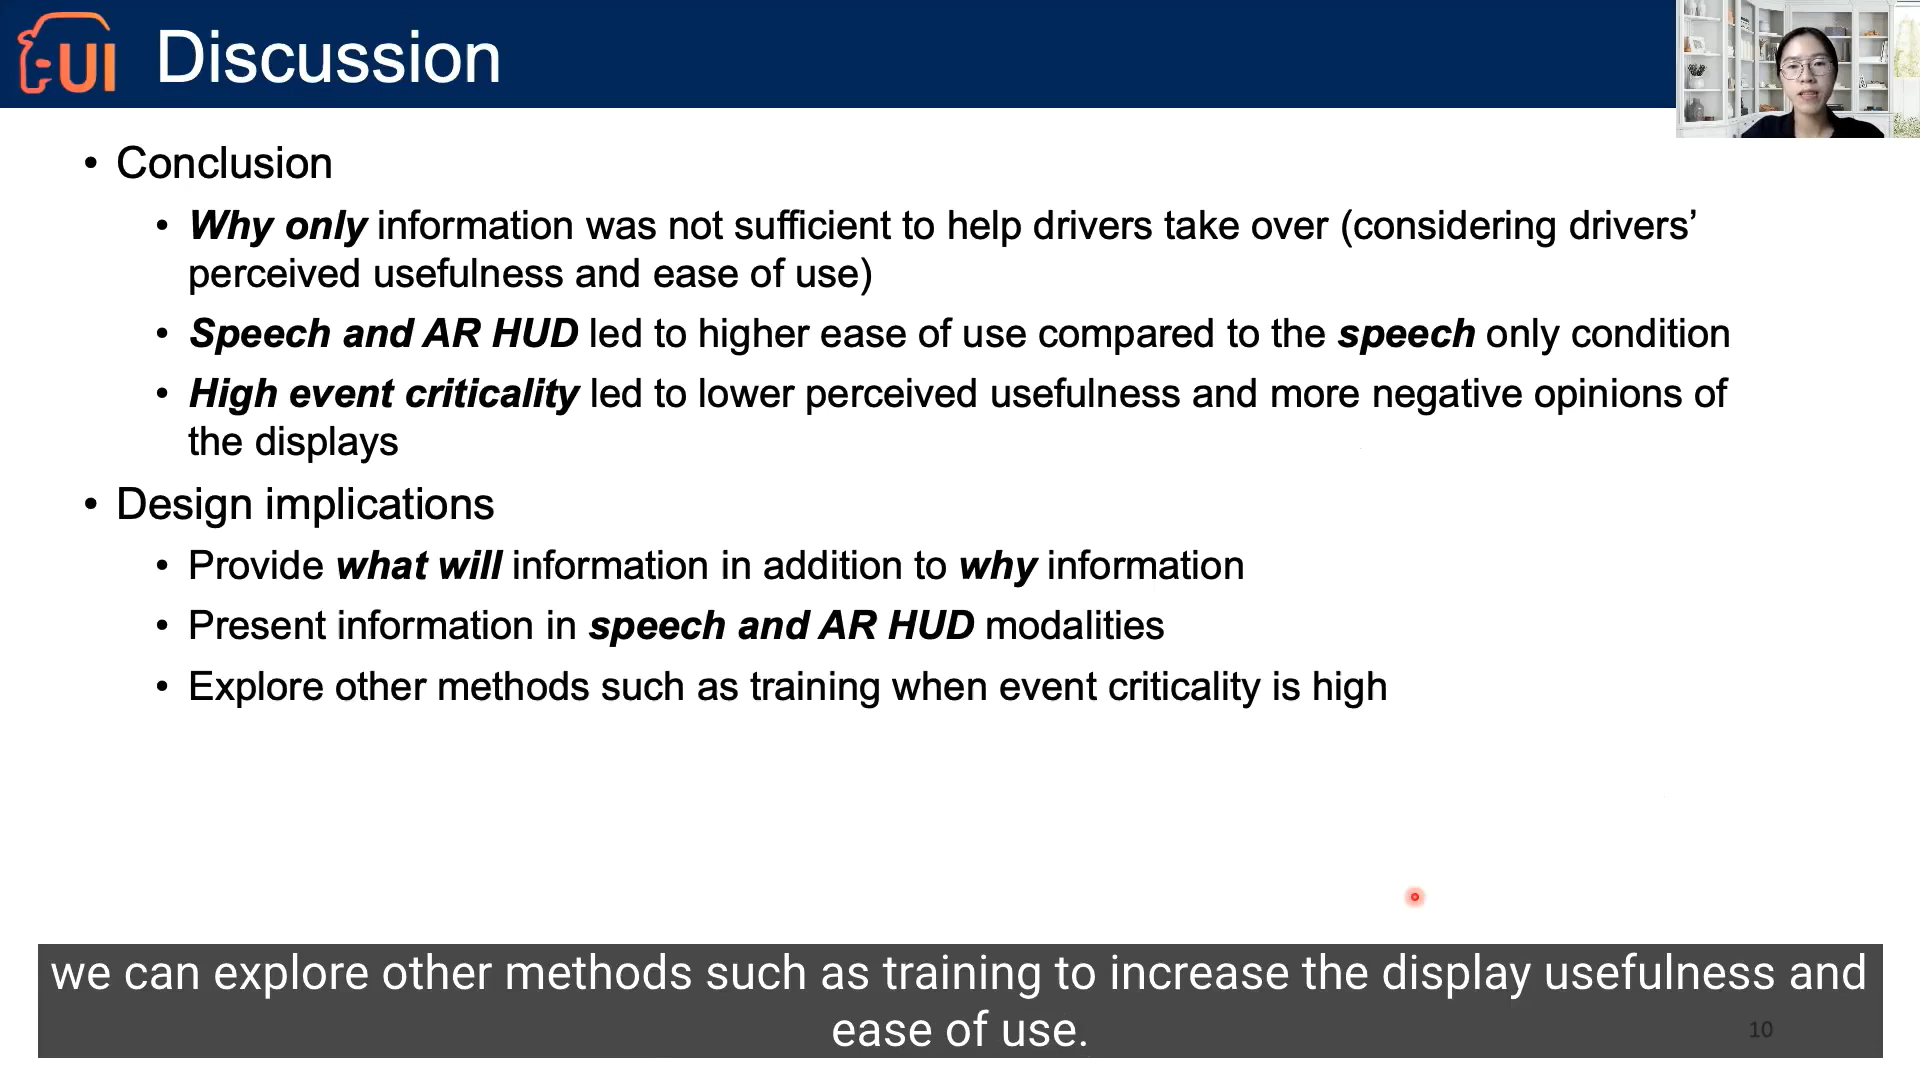 UI Discussion
• Conclusion
• Why only information was not sufficient to help drivers take over (considering drivers’
perceived usefulness and ease of use)
• Speech and AR HUD led to higher ease of use compared to the speech only condition
• High event criticality led to lower perceived usefulness and more negative opinions of
the displays
• Design implications
• Provide what will information in addition to why information
• Present information in speech and AR HUD modalities
• Explore other methods such as training when event criticality is high
we can explore other methods such as training to increase the display usefulness and
ease of use.
10